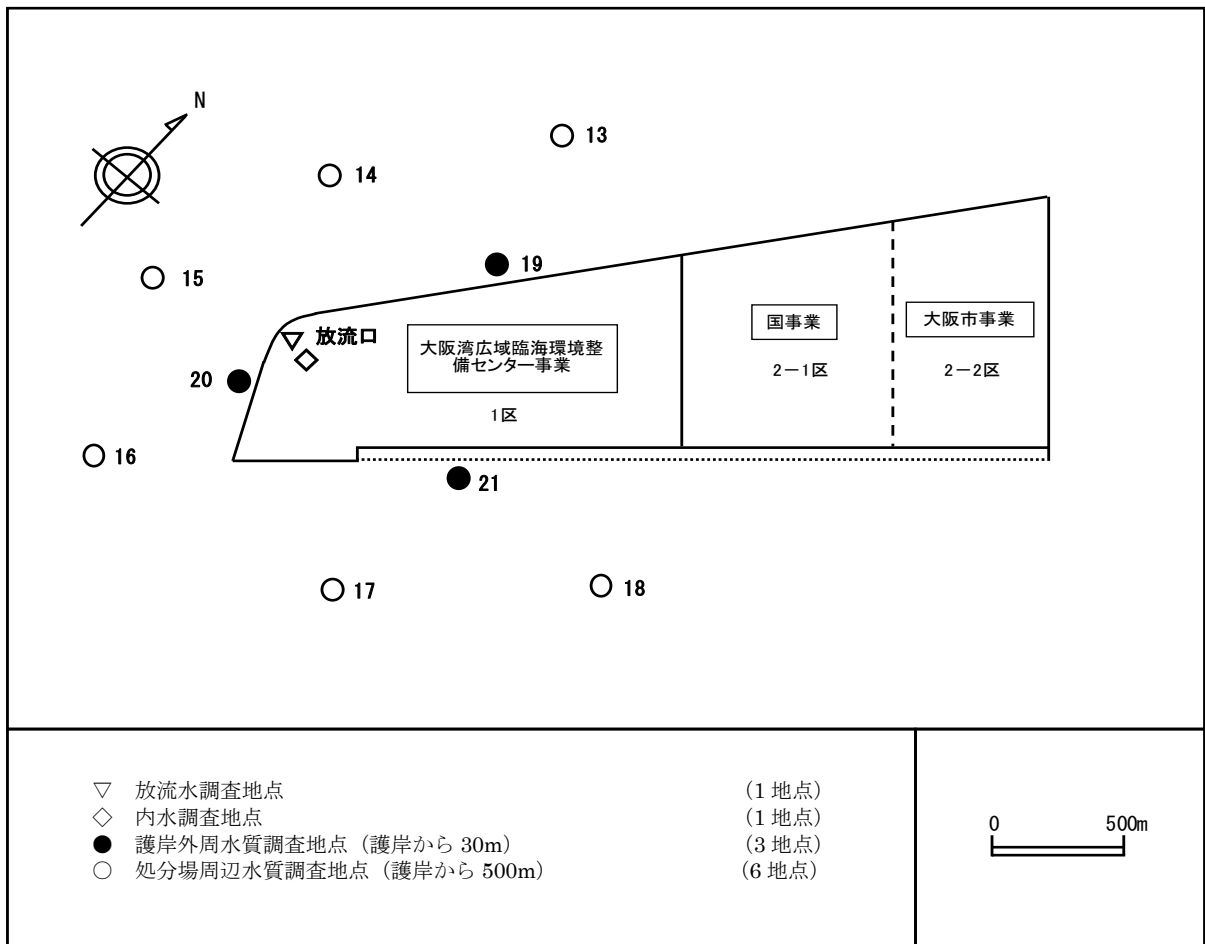 N
13
14
15
19
放流口
20
16
大阪湾広域臨海環境整
備センター事業
1区
国事業
2－1区
大阪市事業
2－2区
21
17
18
▽ 放流水調査地点 (1 地点)
◇ 内水調査地点 (1 地点)
● 護岸外周水質調査地点（護岸から 30m） (3 地点)
○ 処分場周辺水質調査地点（護岸から 500m） (6 地点)
0 500m